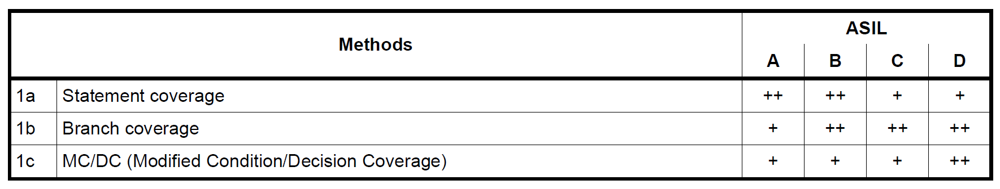 Methods
ASIL
A B C D
1a Statement coverage ++ ++ + +
1b Branch coverage + ++ ++ ++
1c MC/DC (Modified Condition/Decision Coverage) + + + ++